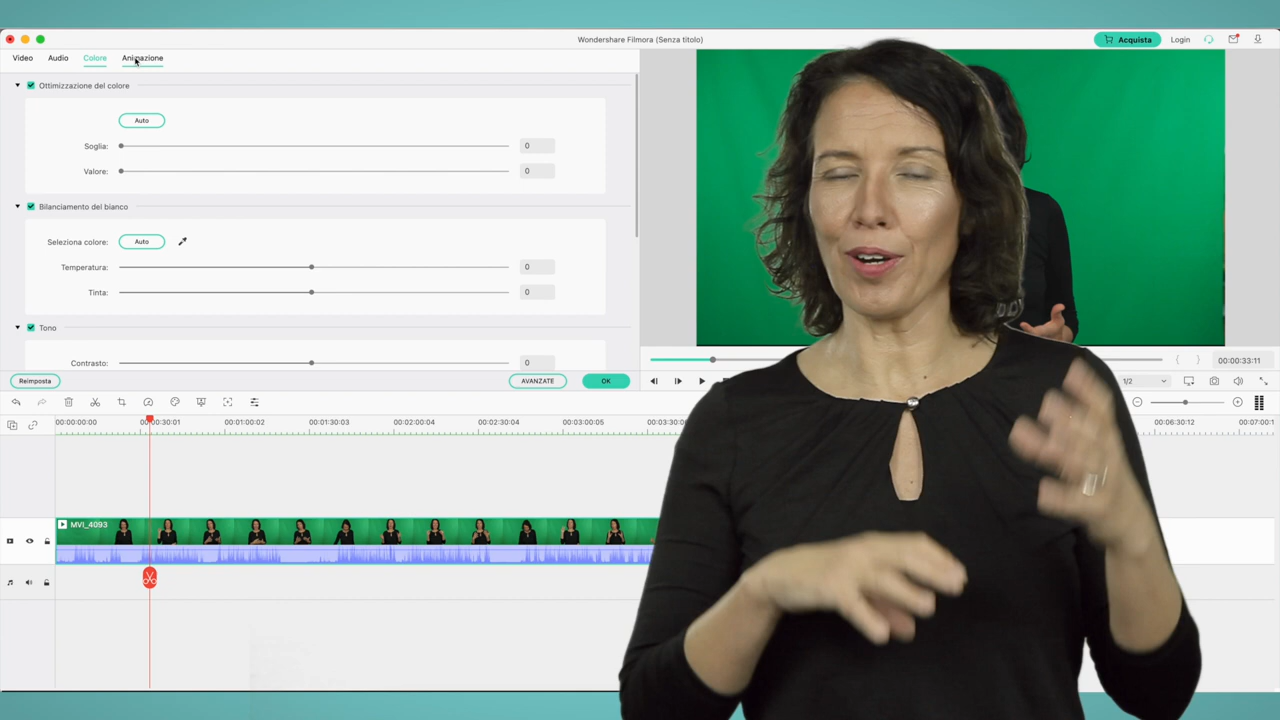 Wondershare Filmora (Senza titolo)
Acquista
Login
Video
Audio
Colore
Animazione
Ottimizzazione del colore
Auto
Soglia:
0
Valore:
0
Bilanciamento del bianco
Seleziona colore:
Auto
Temperatura:
0
Tinta:
0
Tono
Contrasto:
0
00:00:33:11
Reimposta
AVANZATE
OK
1/2
00:00:00:00
00:00:30:01
00:01:00:02
00:01:30:03
00:02:00:04
00:02:30:04
00:03:00:05
00:03:30:0
00:06:30:12
00:07:00:1
MVI_4093